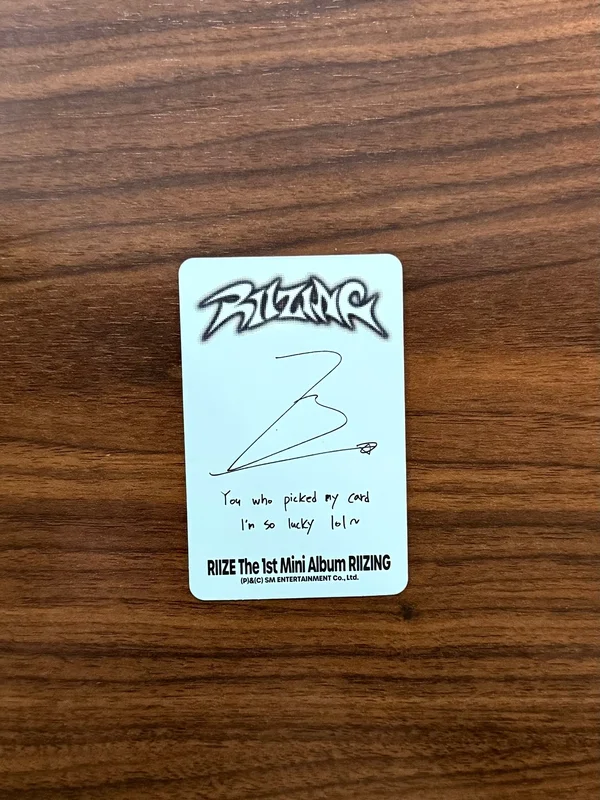 RIIZING
You who picked my card
I'm so lucky lol~
RIIZE The 1st Mini Album RIIZING
(P)&(C) SM ENTERTAINMENT Co., Ltd.